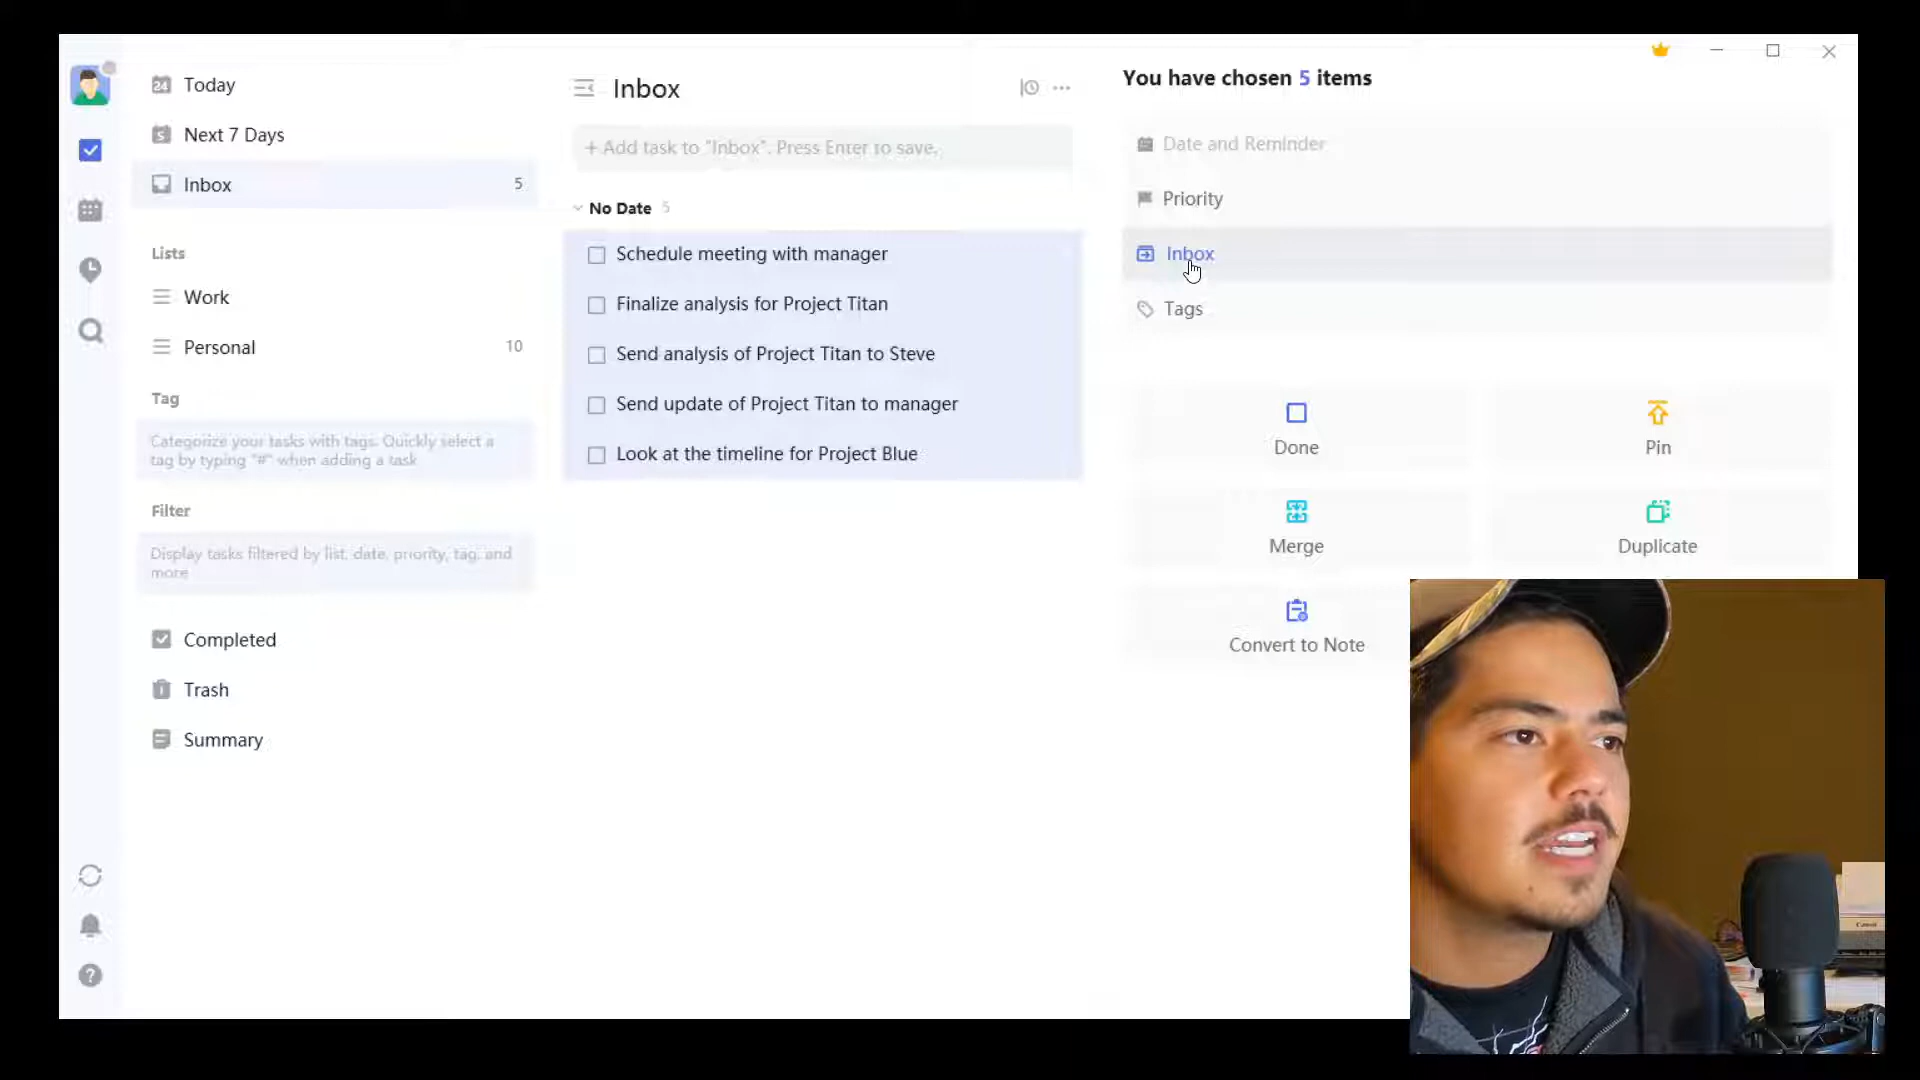 Today
Next 7 Days
Inbox 5
Lists
Work
Personal 10
Tag
Categorize your tasks with tags. Quickly select a
tag by typing "#" when adding a task
Filter
Display tasks filtered by list, date, priority, tag, and
more
Completed
Trash
Summary
Inbox
+ Add task to "Inbox". Press Enter to save.
No Date 5
Schedule meeting with manager
Finalize analysis for Project Titan
Send analysis of Project Titan to Steve
Send update of Project Titan to manager
Look at the timeline for Project Blue
You have chosen 5 items
Date and Reminder
Priority
Inbox
Tags
Done
Pin
Merge
Duplicate
Convert to Note
24
S
Canon